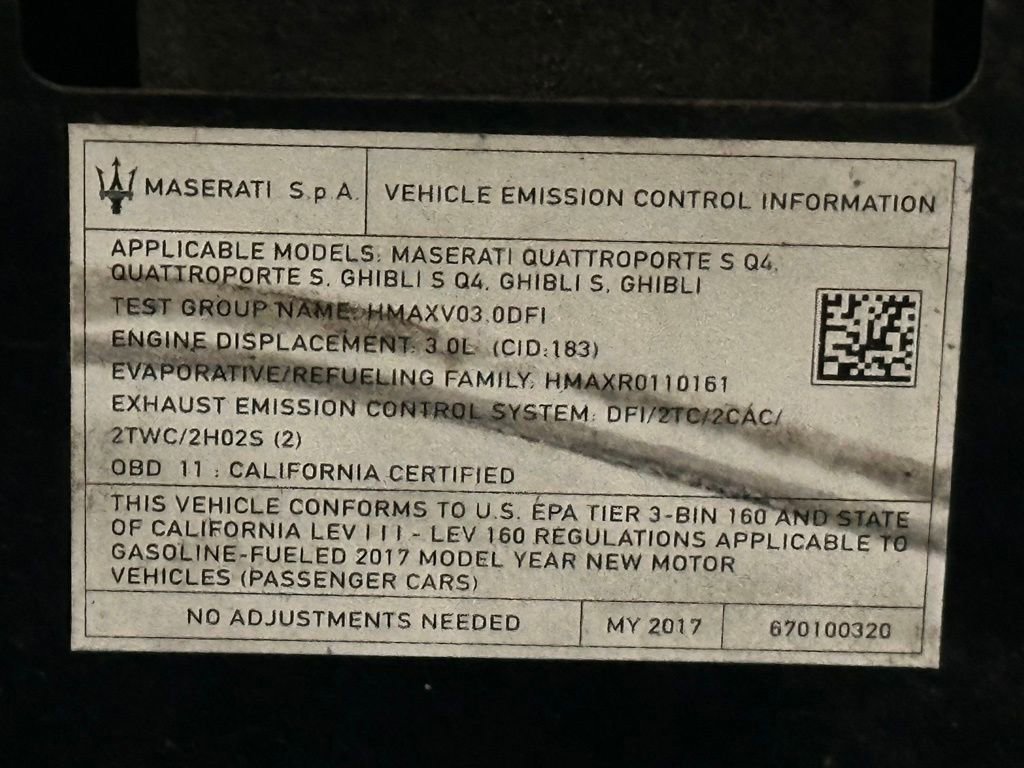 MASERATI S.p.A.
VEHICLE EMISSION CONTROL INFORMATION
APPLICABLE MODELS: MASERATI QUATTROPORTE S Q4,
QUATTROPORTE S, GHIBLI S Q4, GHIBLI S, GHIBLI
TEST GROUP NAME: HMAXV03.0DFI
ENGINE DISPLACEMENT: 3.0L (CID:183)
EVAPORATIVE/REFUELING FAMILY: HMAXR0110161
EXHAUST EMISSION CONTROL SYSTEM: DFI/2TC/2CAC/
2TWC/2H02S (2)
OBD 11 : CALIFORNIA CERTIFIED
THIS VEHICLE CONFORMS TO U.S. EPA TIER 3-BIN 160 AND STATE
OF CALIFORNIA LEV III - LEV 160 REGULATIONS APPLICABLE TO
GASOLINE-FUELED 2017 MODEL YEAR NEW MOTOR
VEHICLES (PASSENGER CARS)
NO ADJUSTMENTS NEEDED
MY 2017
670100320